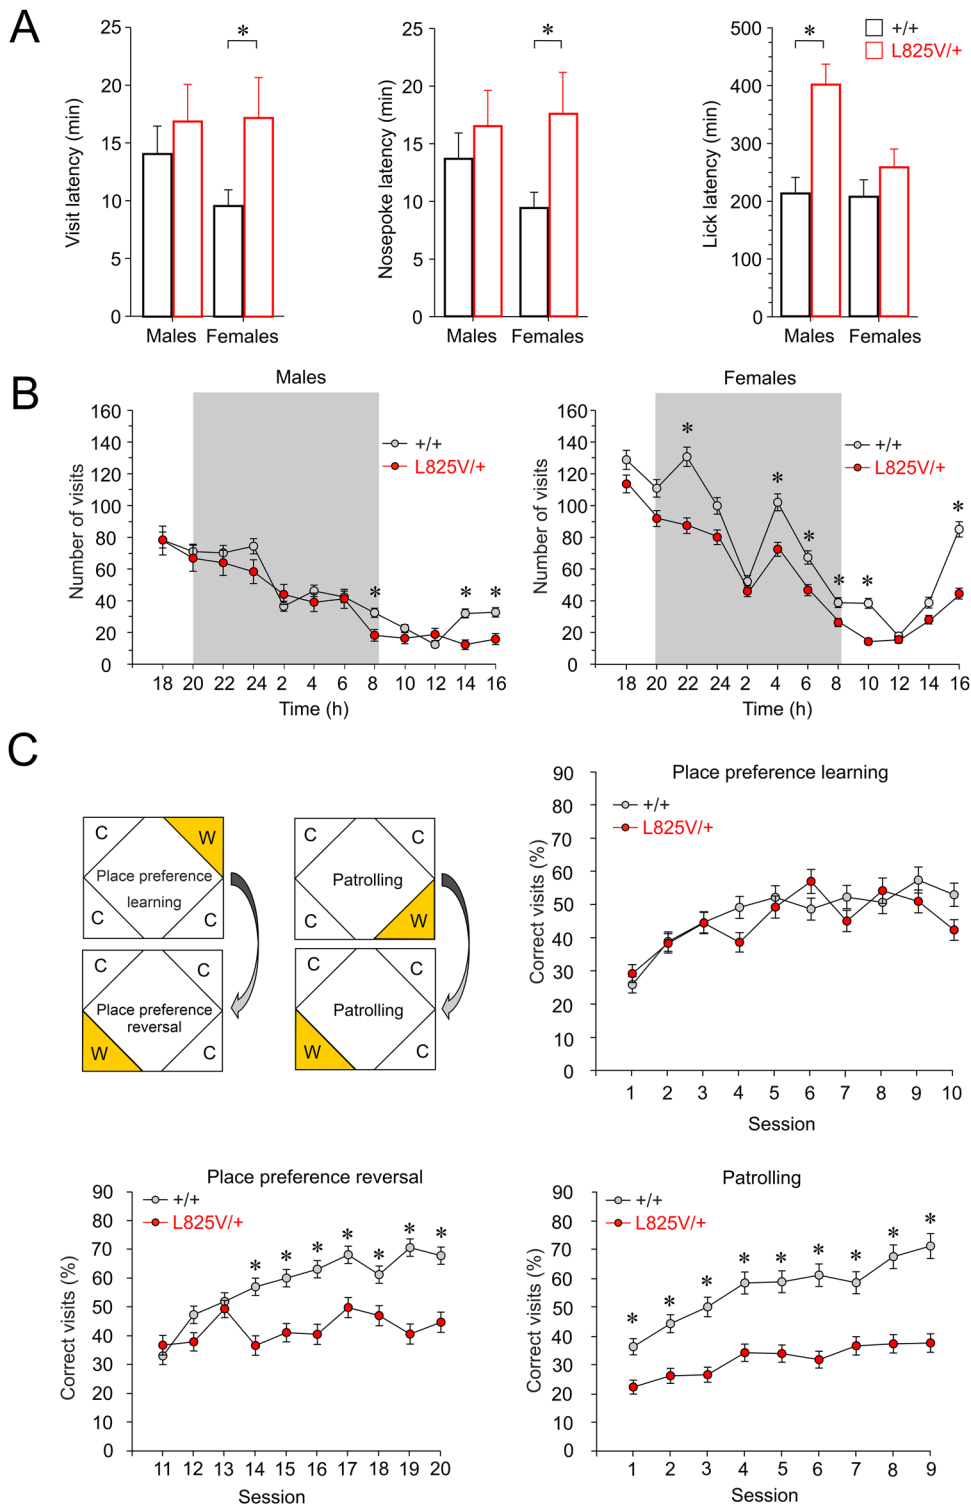 A
Visit latency (min)
25
20
15
10
5
0
Males Females
*
Nosepoke latency (min)
25
20
15
10
5
0
Males Females
*
Lick latency (min)
500
400
300
200
100
0
Males Females
*
+/+
L825V/+
B
Males
Number of visits
160
140
120
100
80
60
40
20
0
18 20 22 24 2 4 6 8 10 12 14 16
Time (h)
+/+
L825V/+
* * *
Females
Number of visits
160
140
120
100
80
60
40
20
0
18 20 22 24 2 4 6 8 10 12 14 16
Time (h)
+/+
L825V/+
* * * * * *
C
C W
Place preference
learning
C C
C C
Place preference
reversal
W C
C C
Patrolling
C W
C C
Patrolling
W C
Place preference learning
+/+
L825V/+
Correct visits (%)
90
80
70
60
50
40
30
20
10
0
1 2 3 4 5 6 7 8 9 10
Session
Place preference reversal
+/+
L825V/+
Correct visits (%)
90
80
70
60
50
40
30
20
10
0
* * * * * * *
11 12 13 14 15 16 17 18 19 20
Session
Patrolling
+/+
L825V/+
Correct visits (%)
90
80
70
60
50
40
30
20
10
0
* * * * * * * * *
1 2 3 4 5 6 7 8 9
Session